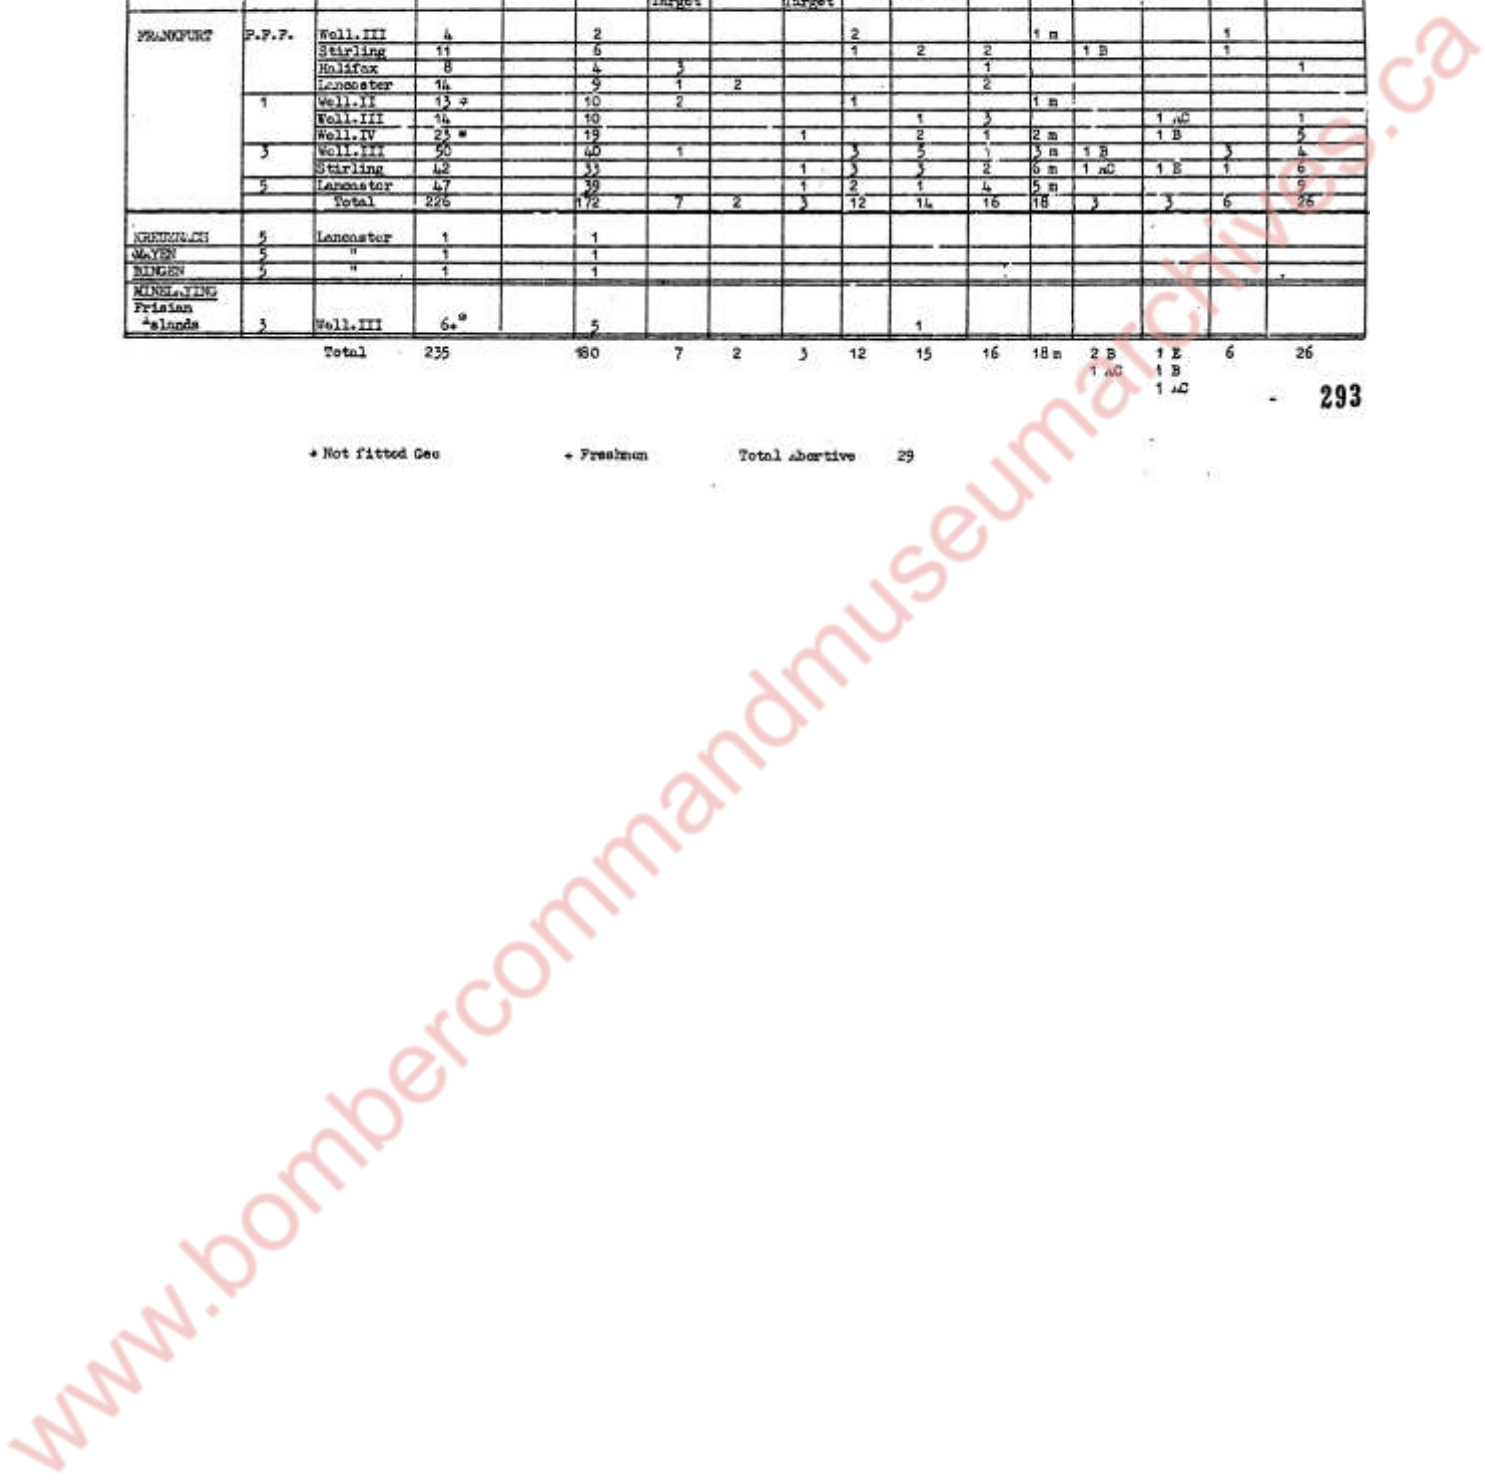 Target Target
FRANKFURT P.F.F. Well.III 4 2 2 1 m 1
Stirling 11 6 1 2 2 1 B 1
Halifax 8 4 3 1 1
Lancaster 14 9 1 2 2
1 Well.II 13 10 2 1 1 m
Well.III 14 10 1 3 1 AC 1
Well.IV 23 * 19 1 2 1 2 m 1 B 5
3 Well.III 50 40 1 3 5 1 3 m 1 B 3 4
Stirling 42 33 1 3 3 2 6 m 1 AC 1 E 1 6
5 Lancaster 47 39 1 2 1 4 5 m 9
Total 226 172 7 2 3 12 14 16 18 3 3 6 26
KREUZNACH 5 Lancaster 1 1
MAYEN 5 " 1 1
BINGEN 5 " 1 1
MINELAYING
Frisian
Islands 3 Well.III 6+* 5 1
Total 235 180 7 2 3 12 15 16 18 m 2 B 1 E 6 26
1 AC 1 B
1 AC
293
* Not fitted Gee + Freshmen Total Abortive 29
www.bombercommandmuseumarchives.ca